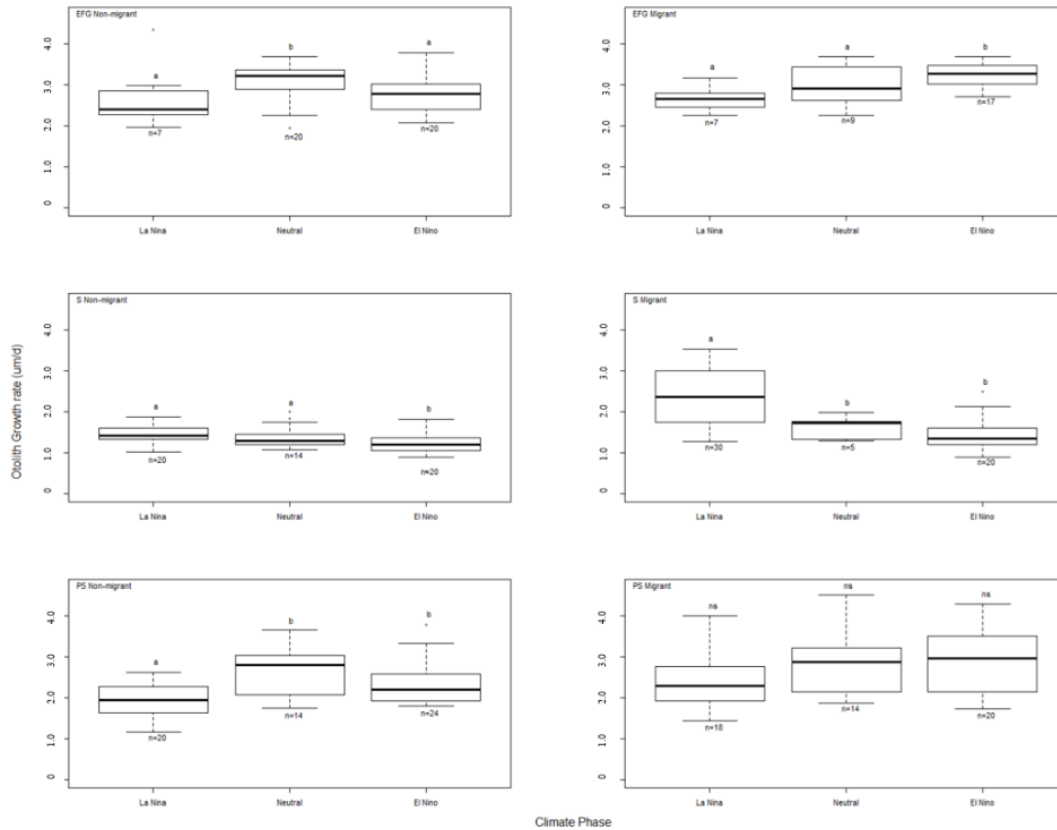 EFG Non-migrant
4.0
3.0
2.0
1.0
0
a
b
a
n=7
n=20
n=20
La Nina
Neutral
El Nino
EFG Migrant
4.0
3.0
2.0
1.0
0
a
a
b
n=7
n=9
n=17
La Nina
Neutral
El Nino
Otolith Growth rate (um/d)
S Non-migrant
4.0
3.0
2.0
1.0
0
a
a
b
n=20
n=14
n=20
La Nina
Neutral
El Nino
S Migrant
4.0
3.0
2.0
1.0
0
a
b
b
n=30
n=5
n=20
La Nina
Neutral
El Nino
PS Non-migrant
4.0
3.0
2.0
1.0
0
a
b
b
n=20
n=14
n=24
La Nina
Neutral
El Nino
PS Migrant
4.0
3.0
2.0
1.0
0
ns
ns
ns
n=18
n=14
n=20
La Nina
Neutral
El Nino
Climate Phase